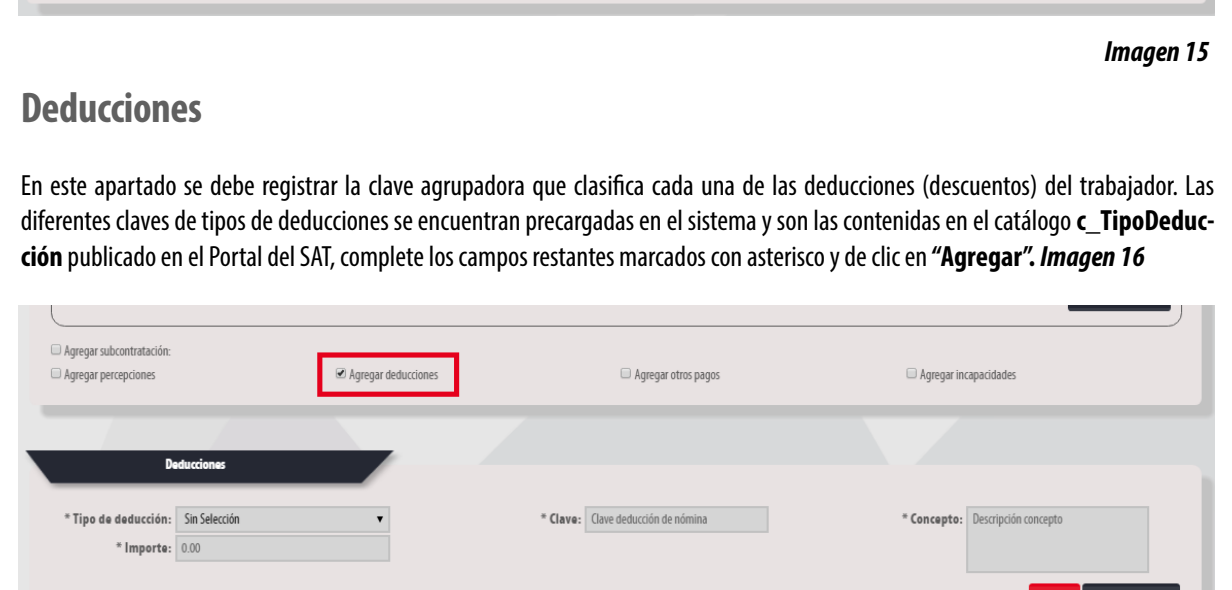 Imagen 15
Deducciones
En este apartado se debe registrar la clave agrupadora que clasifica cada una de las deducciones (descuentos) del trabajador. Las
diferentes claves de tipos de deducciones se encuentran precargadas en el sistema y son las contenidas en el catálogo c_TipoDeduc-
ción publicado en el Portal del SAT, complete los campos restantes marcados con asterisco y de clic en “Agregar”. Imagen 16
Agregar subcontratación:
Agregar percepciones Agregar deducciones Agregar otros pagos Agregar incapacidades
Deducciones
* Tipo de deducción: Sin Selección * Clave: Clave deducción de nómina * Concepto: Descripción concepto
* Importe: 0.00